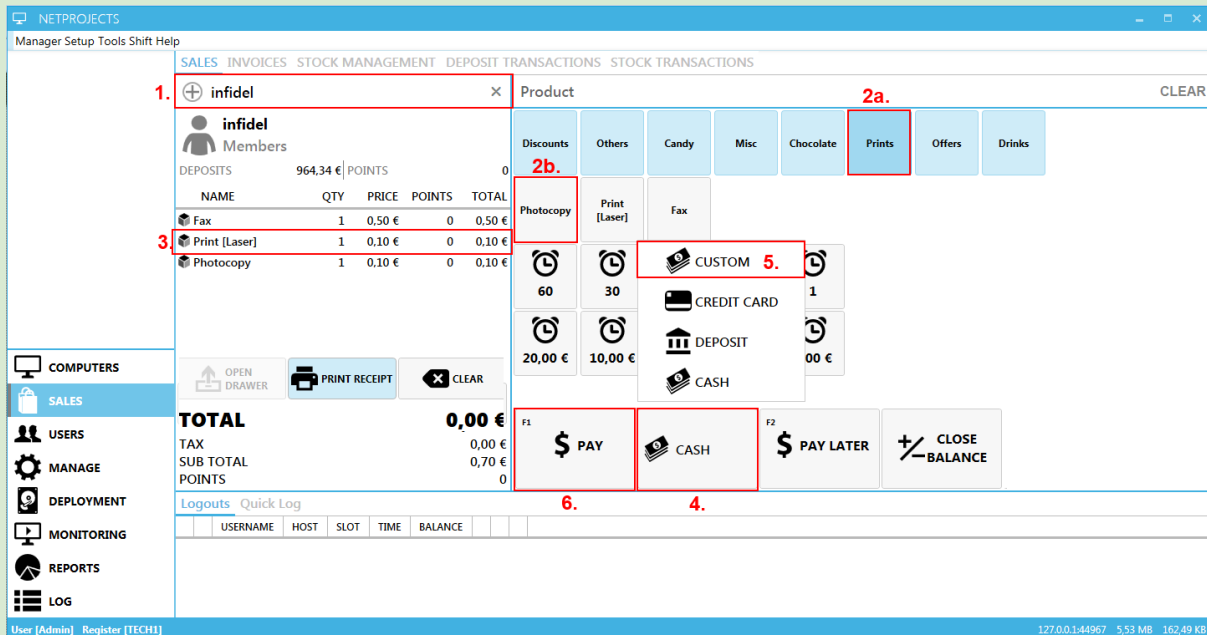 NETPROJECTS
Manager Setup Tools Shift Help
SALES INVOICES STOCK MANAGEMENT DEPOSIT TRANSACTIONS STOCK TRANSACTIONS
1. infidel × Product CLEAR
2a.
infidel
Members
DEPOSITS 964,34 € POINTS 0
Discounts Others Candy Misc Chocolate Prints Offers Drinks
2b.
NAME QTY PRICE POINTS TOTAL
Fax 1 0,50 € 0 0,50 €
3. Print [Laser] 1 0,10 € 0 0,10 €
Photocopy 1 0,10 € 0 0,10 €
Photocopy
Print
[Laser]
Fax
60 30 1
20,00 € 10,00 € 00 €
CUSTOM 5.
CREDIT CARD
DEPOSIT
CASH
COMPUTERS
SALES
USERS
MANAGE
DEPLOYMENT
MONITORING
REPORTS
LOG
OPEN
DRAWER
PRINT RECEIPT
CLEAR
TOTAL 0,00 €
TAX 0,00 €
SUB TOTAL 0,70 €
POINTS 0
F1 $ PAY
CASH
F2 $ PAY LATER
CLOSE
BALANCE
6. 4.
Logouts Quick Log
USERNAME HOST SLOT TIME BALANCE
User [Admin] Register [TECH1] 127.0.0.1:44967 5,53 MB 162,49 KB